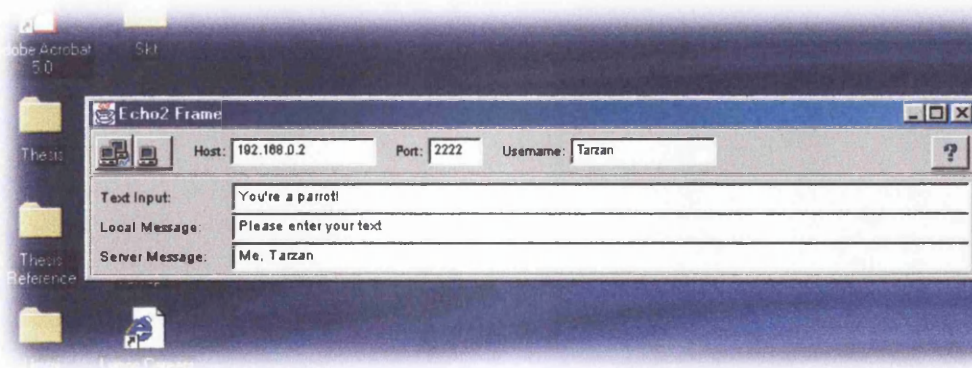 Adobe Acrobat 5.0
Skt
Echo2 Frame
Host: 192.168.0.2 Port: 2222 Username: Tarzan ?
Thesis
Text Input: You're a parrot!
Local Message: Please enter your text
Server Message: Me, Tarzan
Thesis Reference